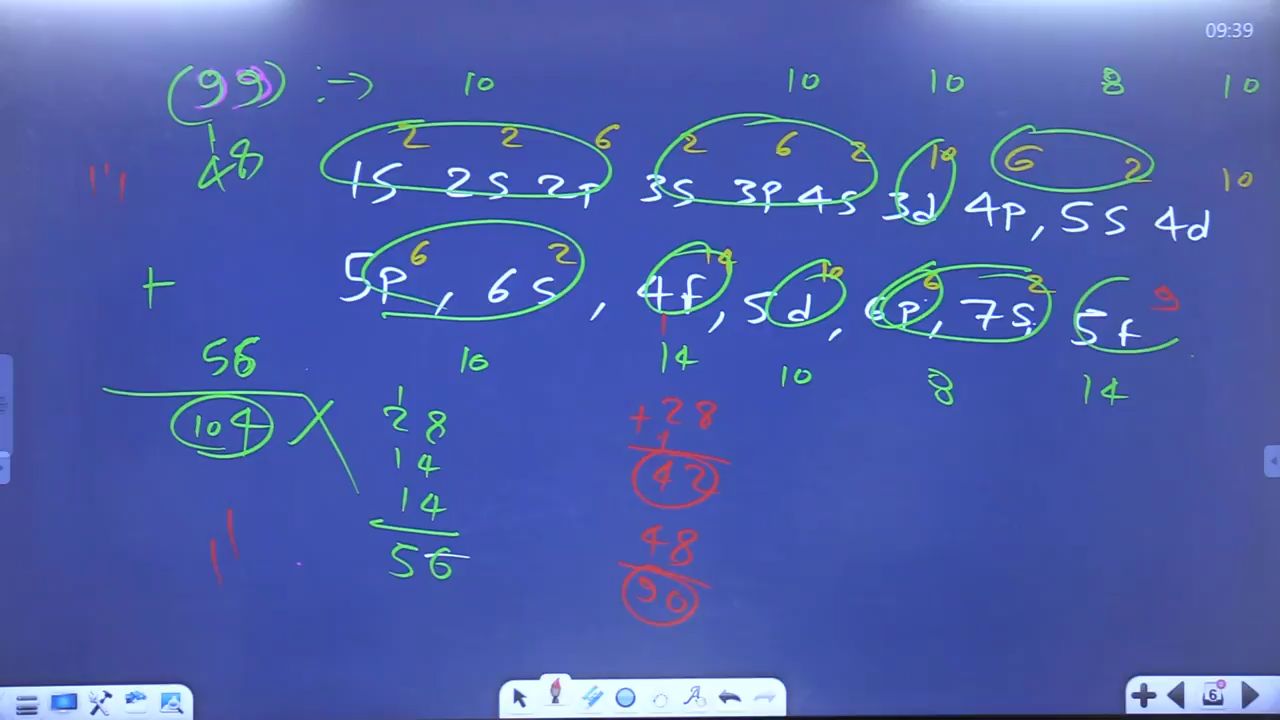 09:39
(99) :→ 10 10 10 8 10
48 2 2 6 2 6 2 10 6 2 10
1s 2s 2p 3s 3p 4s 3d 4p, 5s 4d
+ 6 2 14 10 6 2 9
5p, 6s, 4f, 5d, 6p, 7s, 5f
56 10 14 10 8 14
104
1
28
14
14
56
+28
42
48
90
6